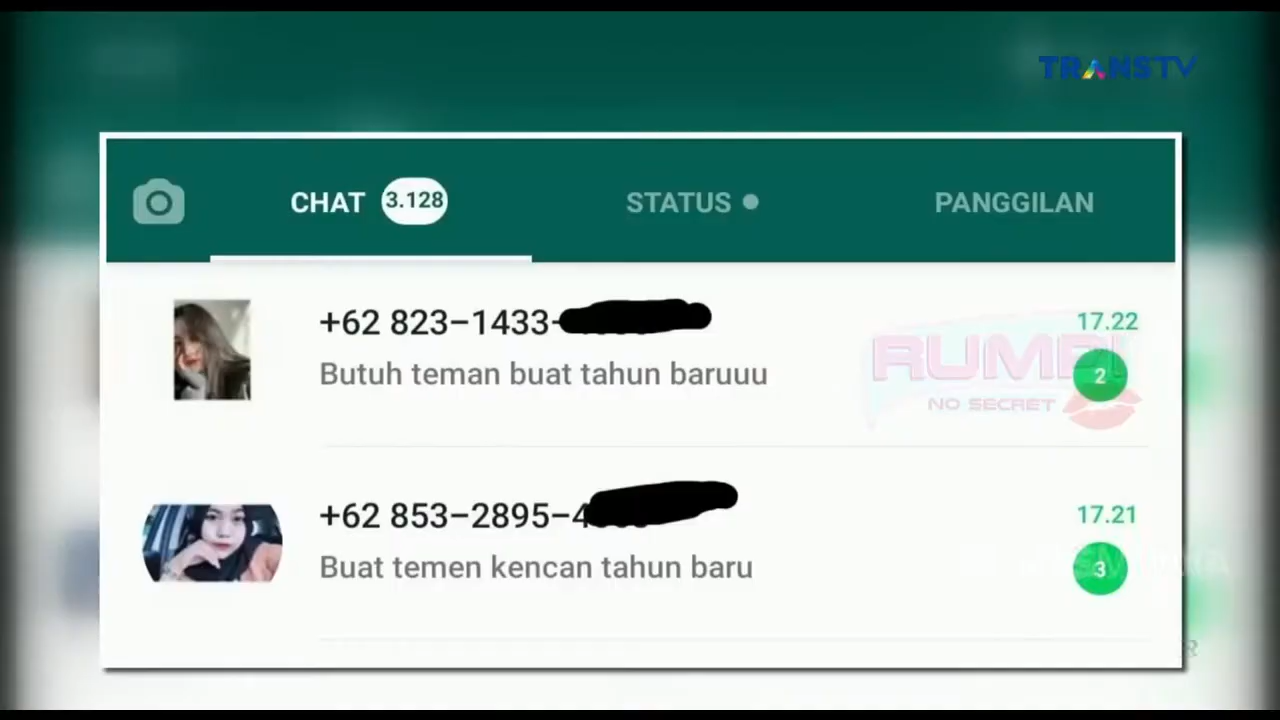 TRANSTV
CHAT 3.128 STATUS PANGGILAN
+62 823-1433-
17.22
Butuh teman buat tahun baruuu
2
RUMPI
NO SECRET
+62 853-2895-4
17.21
Buat temen kencan tahun baru
3